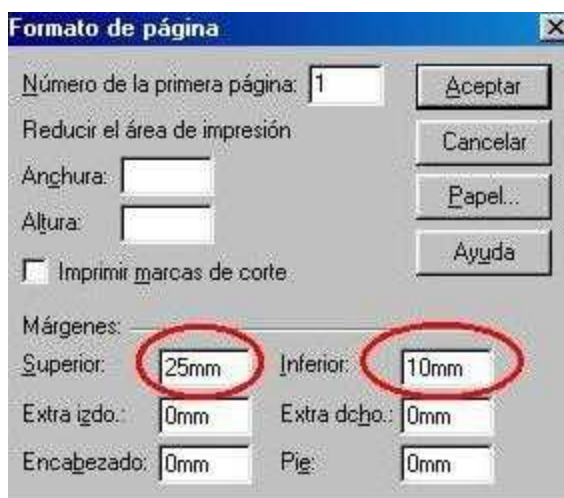 Formato de página
Número de la primera página: 1
Aceptar
Reducir el área de impresión
Cancelar
Anchura:
Papel...
Altura:
Ayuda
Imprimir marcas de corte
Márgenes:
Superior: 25mm Inferior: 10mm
Extra izdo.: 0mm Extra dcho.: 0mm
Encabezado: 0mm Pie: 0mm